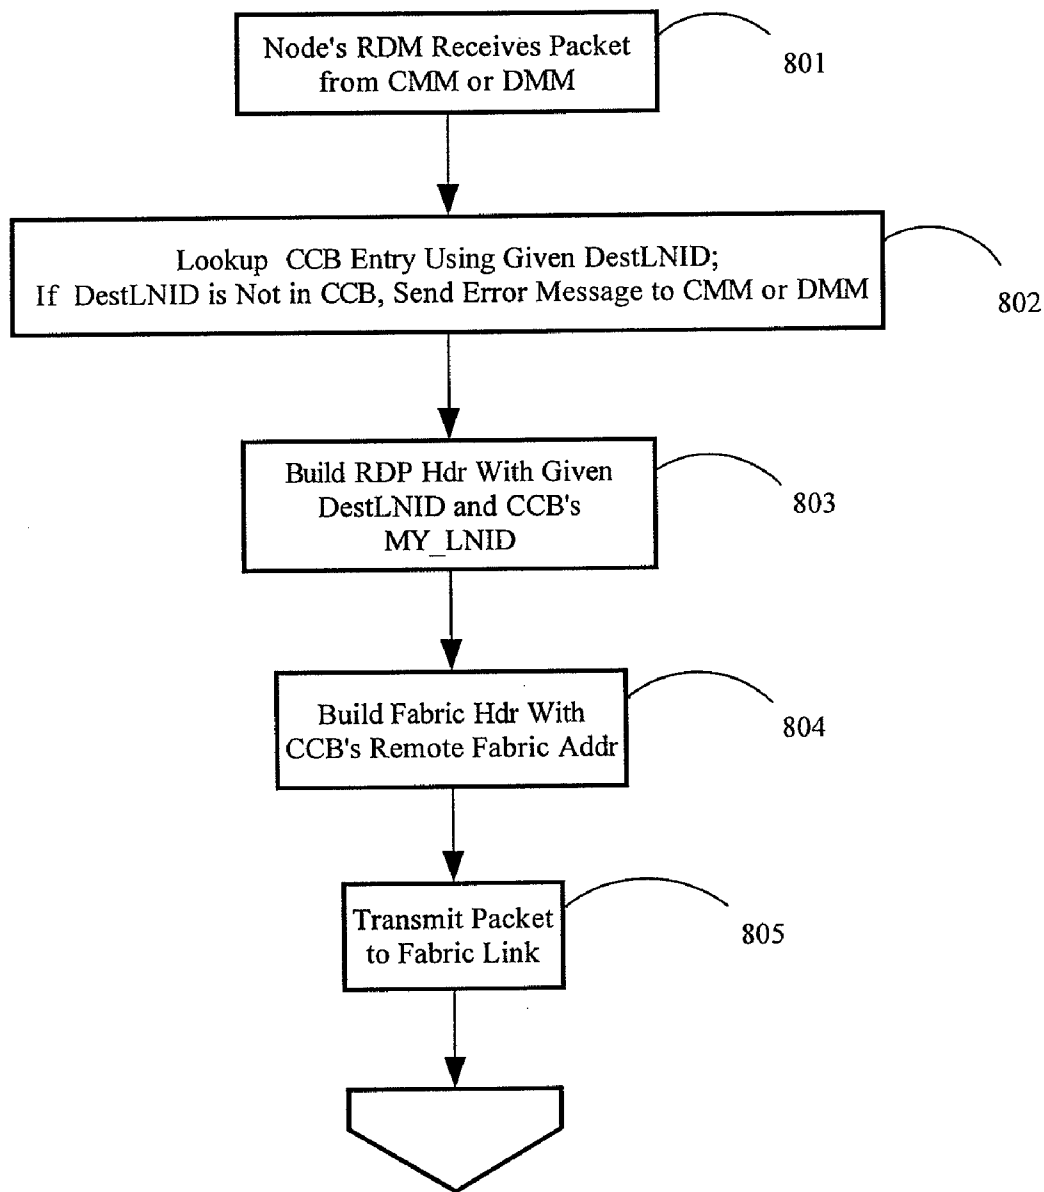 Node's RDM Receives Packet
from CMM or DMM
801
Lookup CCB Entry Using Given DestLNID;
If DestLNID is Not in CCB, Send Error Message to CMM or DMM
802
Build RDP Hdr With Given
DestLNID and CCB's
MY_LNID
803
Build Fabric Hdr With
CCB's Remote Fabric Addr
804
Transmit Packet
to Fabric Link
805